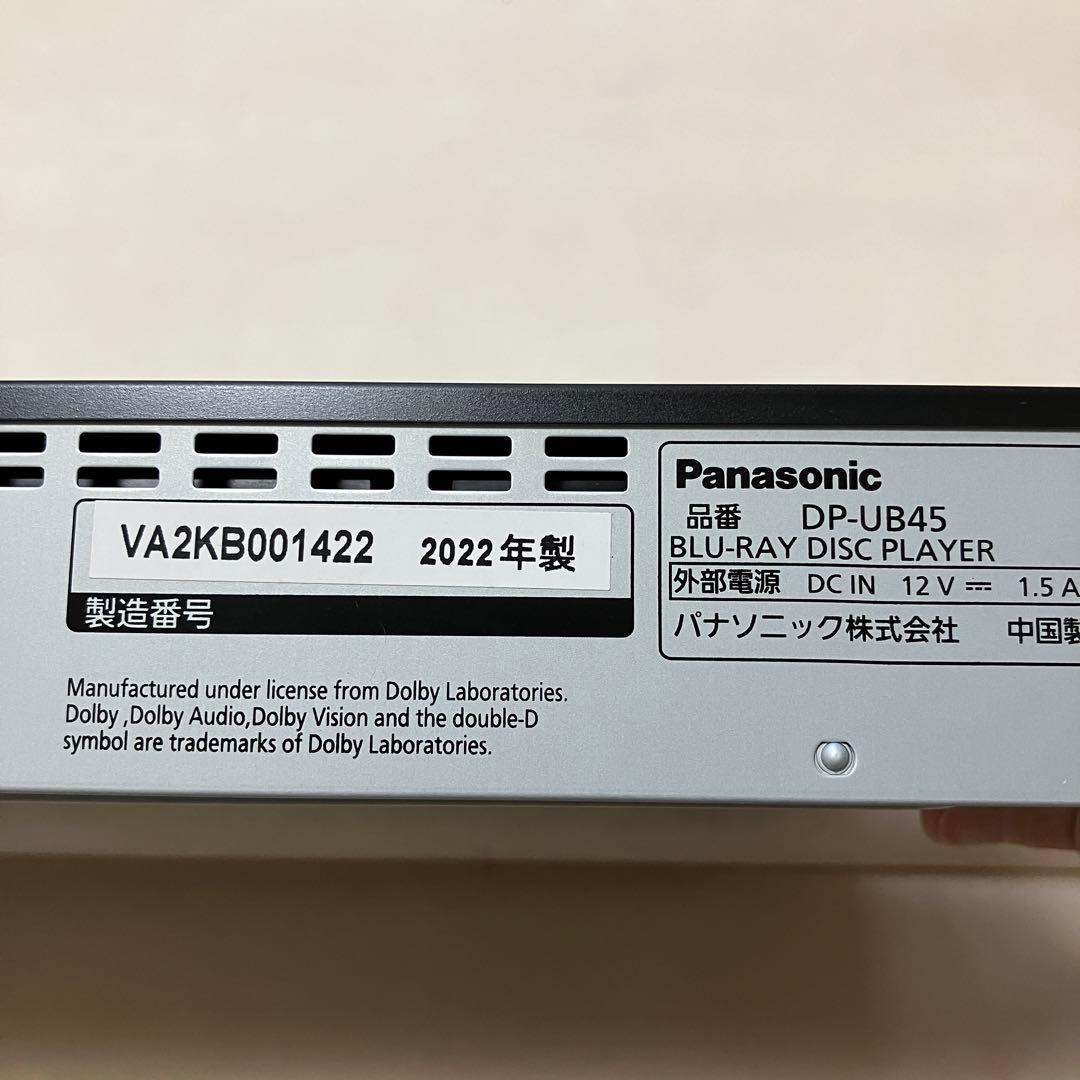 VA2KB001422 2022年製
製造番号
Manufactured under license from Dolby Laboratories.
Dolby ,Dolby Audio,Dolby Vision and the double-D
symbol are trademarks of Dolby Laboratories.
Panasonic
品番 DP-UB45
BLU-RAY DISC PLAYER
外部電源 DC IN 12 V ⎓ 1.5 A
パナソニック株式会社 中国製